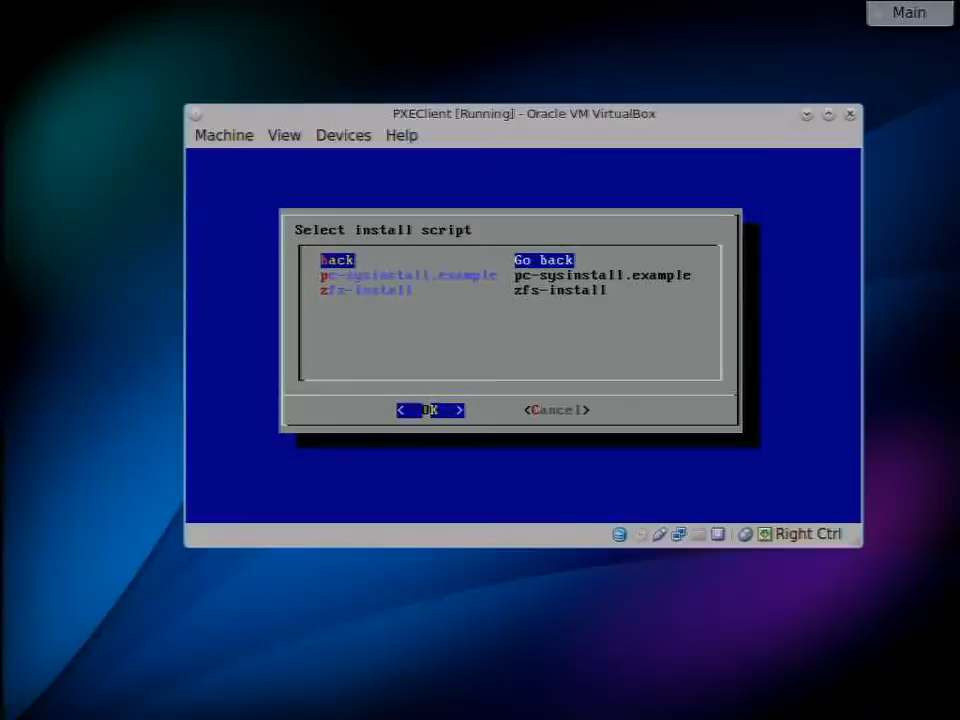 Main
PXEClient [Running] - Oracle VM VirtualBox
Machine View Devices Help
Select install script
back Go back
pc-sysinstall.example pc-sysinstall.example
zfs-install zfs-install
< OK > <Cancel>
Right Ctrl